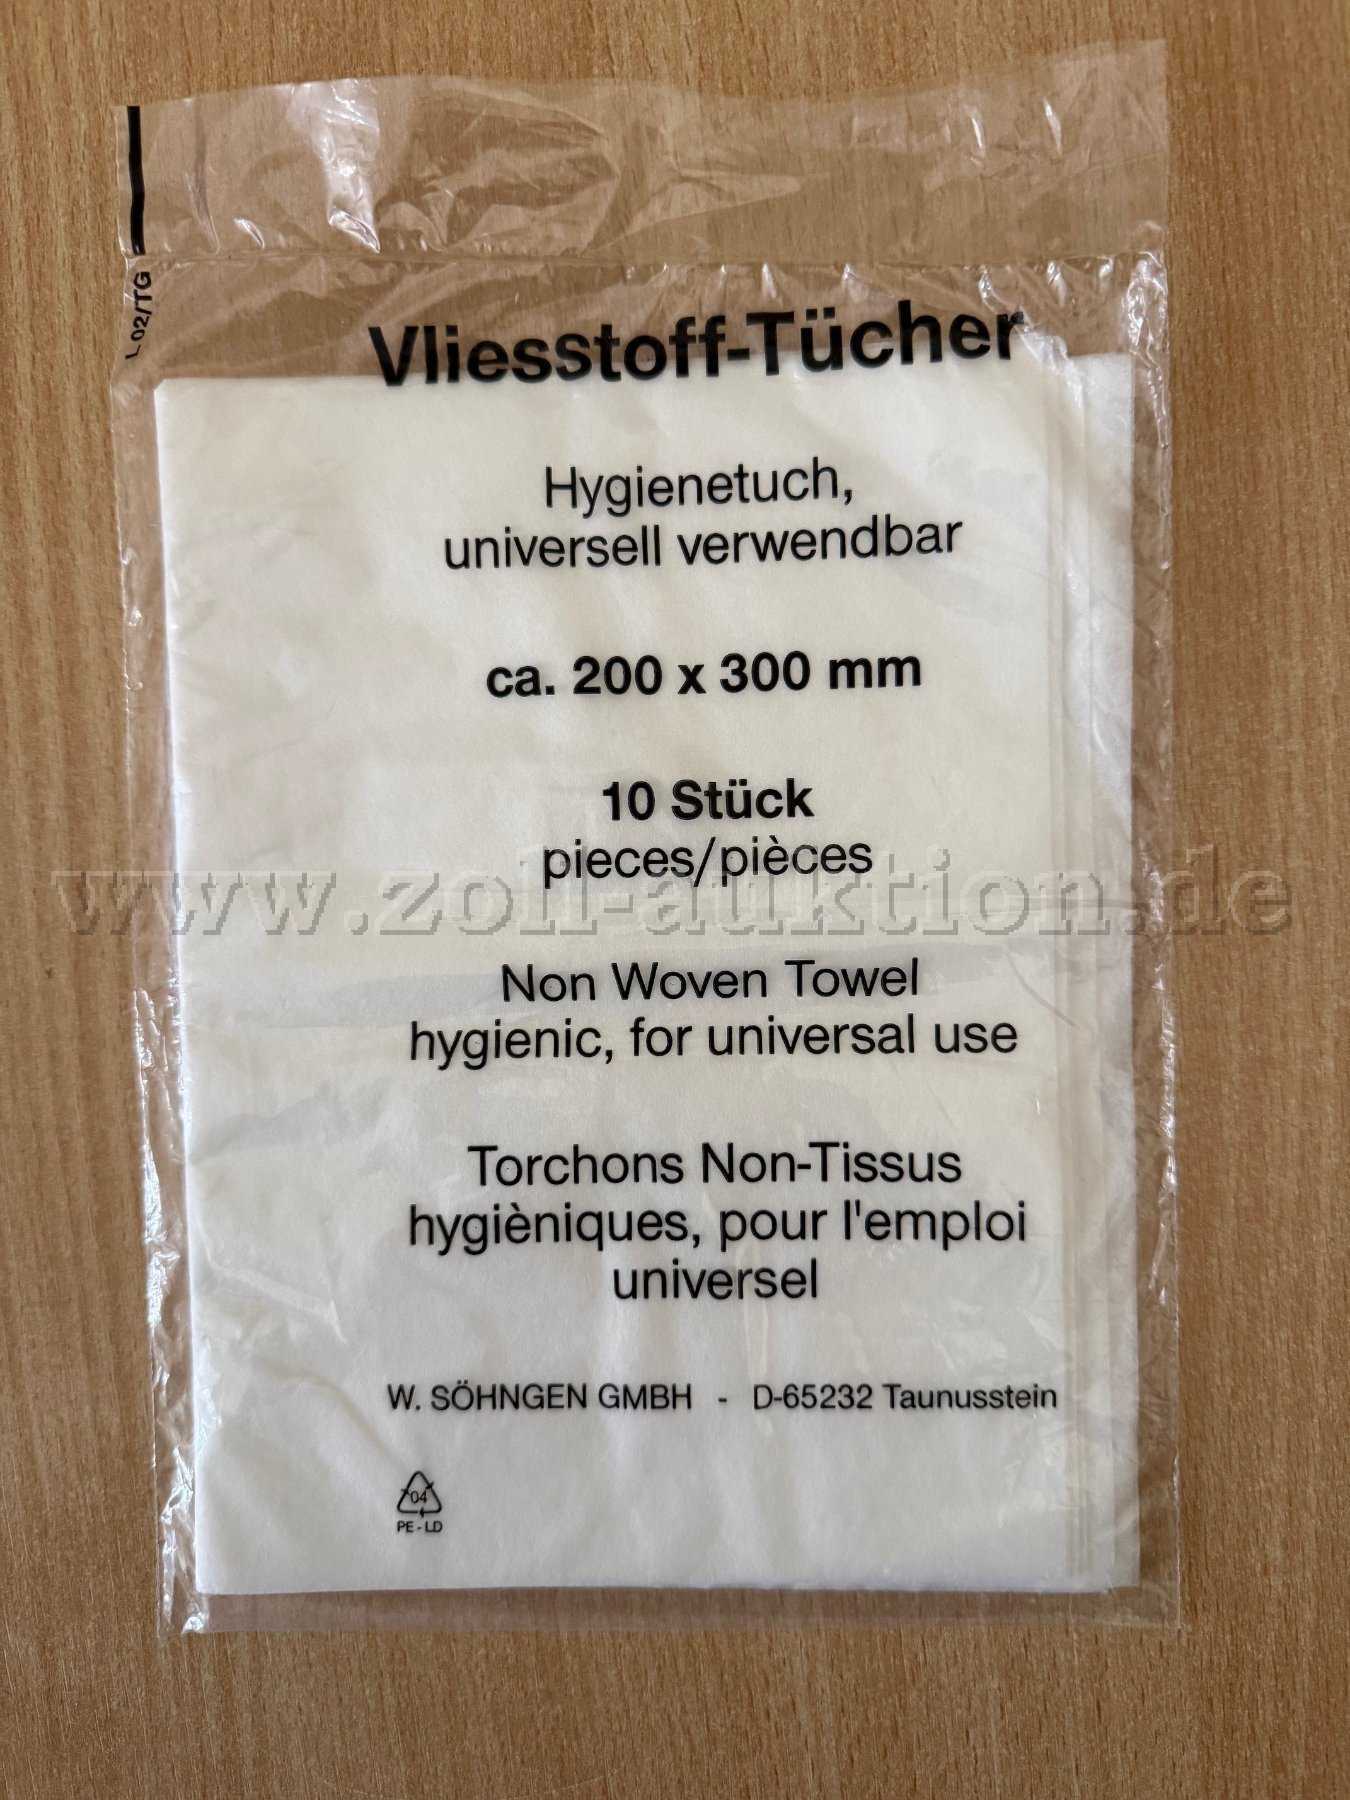 L 02/TG
Vliesstoff-Tücher
Hygienetuch,
universell verwendbar
ca. 200 x 300 mm
10 Stück
pieces/pièces
www.zoll-auktion.de
Non Woven Towel
hygienic, for universal use
Torchons Non-Tissus
hygièniques, pour l'emploi
universel
W. SÖHNGEN GMBH - D-65232 Taunusstein
04
PE - LD